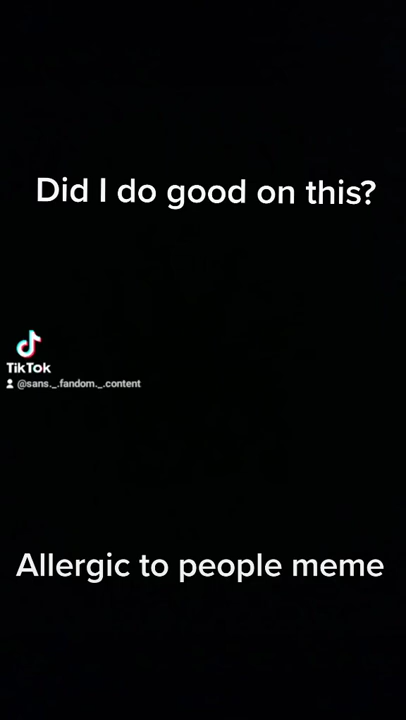 Did I do good on this?
TikTok
@sans._.fandom._.content
Allergic to people meme